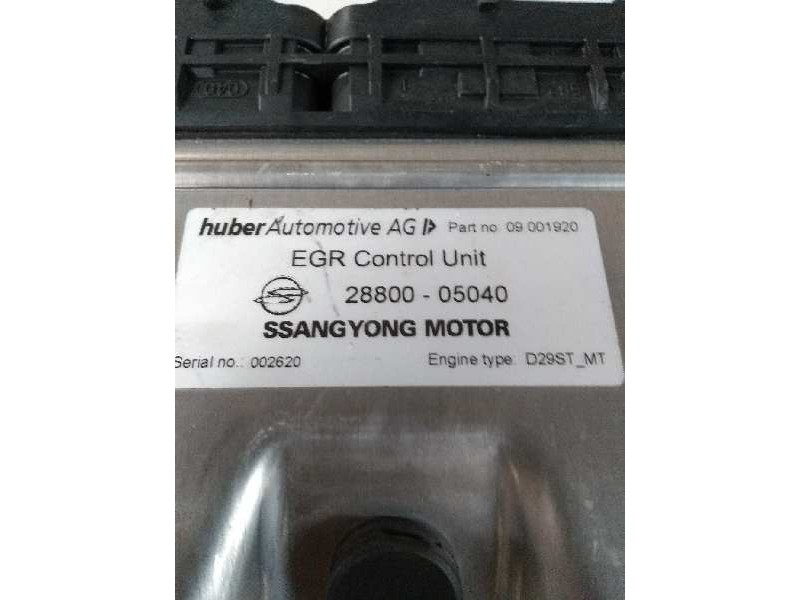 huber Automotive AG Part no. 09 001920
EGR Control Unit
28800 - 05040
SSANGYONG MOTOR
Serial no.: 002620 Engine type: D29ST_MT